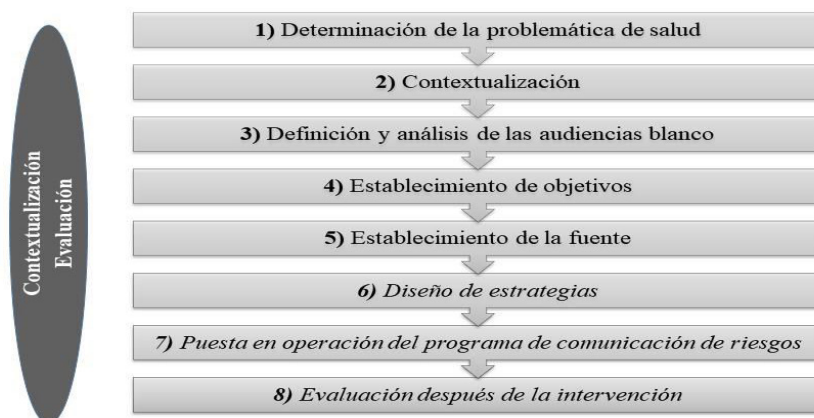 Contextualización
Evaluación
1) Determinación de la problemática de salud
2) Contextualización
3) Definición y análisis de las audiencias blanco
4) Establecimiento de objetivos
5) Establecimiento de la fuente
6) Diseño de estrategias
7) Puesta en operación del programa de comunicación de riesgos
8) Evaluación después de la intervención